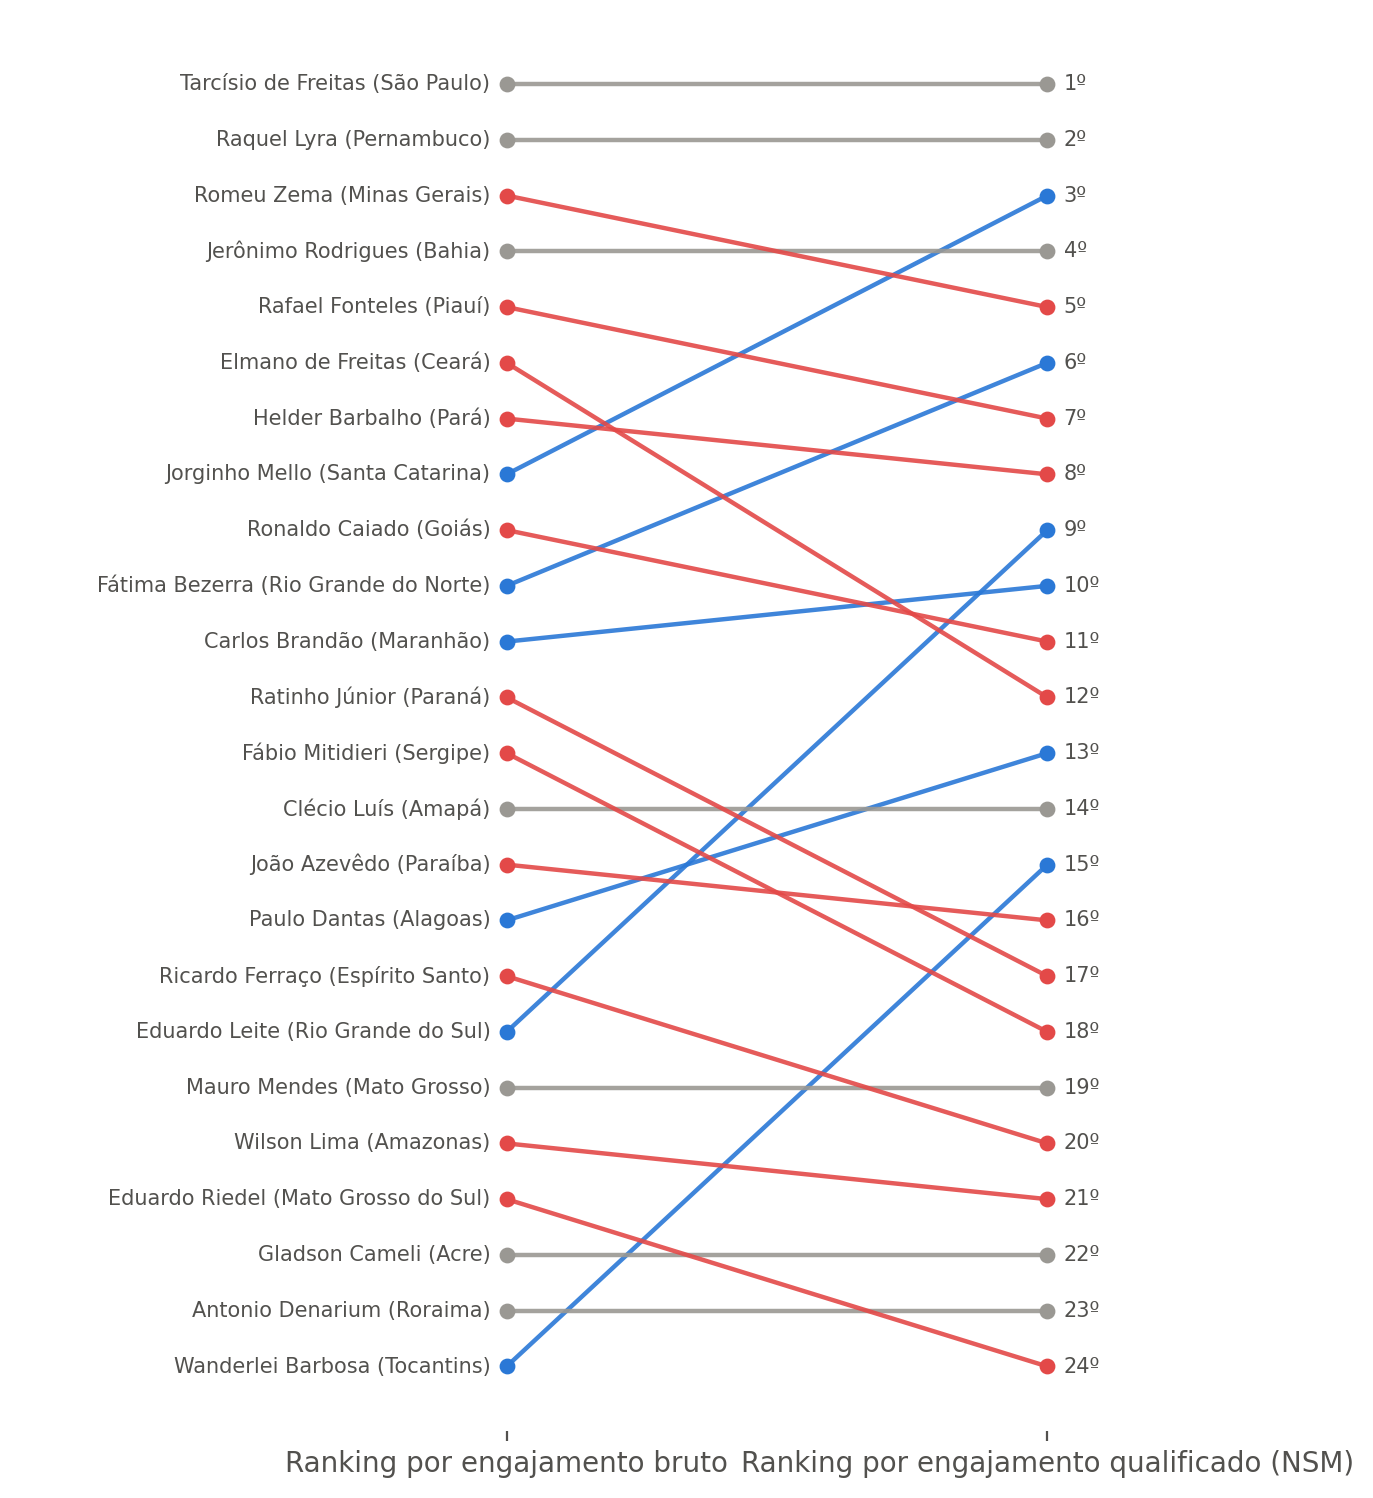 Tarcísio de Freitas (São Paulo) 1º
Raquel Lyra (Pernambuco) 2º
Romeu Zema (Minas Gerais) 3º
Jerônimo Rodrigues (Bahia) 4º
Rafael Fonteles (Piauí) 5º
Elmano de Freitas (Ceará) 6º
Helder Barbalho (Pará) 7º
Jorginho Mello (Santa Catarina) 8º
Ronaldo Caiado (Goiás) 9º
Fátima Bezerra (Rio Grande do Norte) 10º
Carlos Brandão (Maranhão) 11º
Ratinho Júnior (Paraná) 12º
Fábio Mitidieri (Sergipe) 13º
Clécio Luís (Amapá) 14º
João Azevêdo (Paraíba) 15º
Paulo Dantas (Alagoas) 16º
Ricardo Ferraço (Espírito Santo) 17º
Eduardo Leite (Rio Grande do Sul) 18º
Mauro Mendes (Mato Grosso) 19º
Wilson Lima (Amazonas) 20º
Eduardo Riedel (Mato Grosso do Sul) 21º
Gladson Cameli (Acre) 22º
Antonio Denarium (Roraima) 23º
Wanderlei Barbosa (Tocantins) 24º
Ranking por engajamento bruto Ranking por engajamento qualificado (NSM)